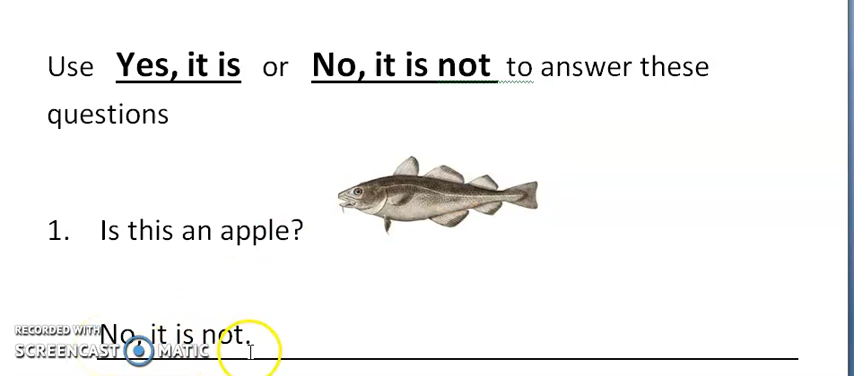 Use Yes, it is or No, it is not to answer these
questions
1. Is this an apple?
No, it is not.
RECORDED WITH
SCREENCAST MATIC